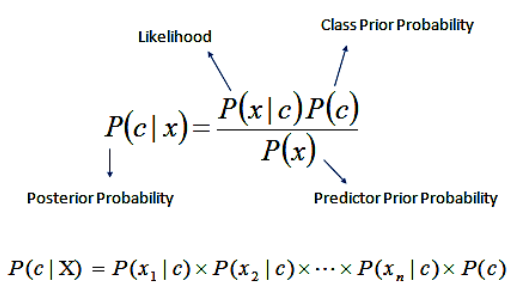 Likelihood
Class Prior Probability
P(c | x) = P(x | c)P(c) / P(x)
Posterior Probability
Predictor Prior Probability
P(c | X) = P(x₁ | c) × P(x₂ | c) × ⋯ × P(xₙ | c) × P(c)